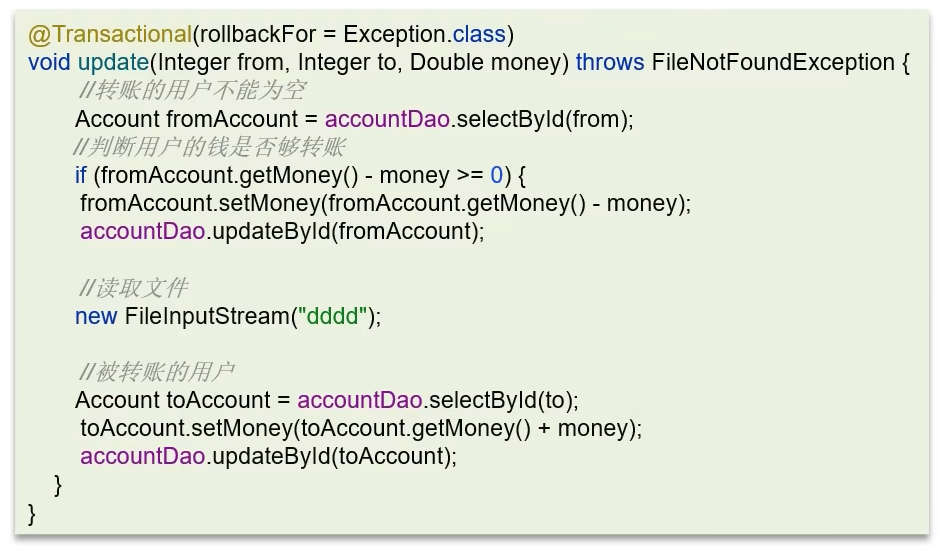 @Transactional(rollbackFor = Exception.class)
void update(Integer from, Integer to, Double money) throws FileNotFoundException {
//转账的用户不能为空
Account fromAccount = accountDao.selectById(from);
//判断用户的钱是否够转账
if (fromAccount.getMoney() - money >= 0) {
fromAccount.setMoney(fromAccount.getMoney() - money);
accountDao.updateById(fromAccount);
//读取文件
new FileInputStream("dddd");
//被转账的用户
Account toAccount = accountDao.selectById(to);
toAccount.setMoney(toAccount.getMoney() + money);
accountDao.updateById(toAccount);
}
}